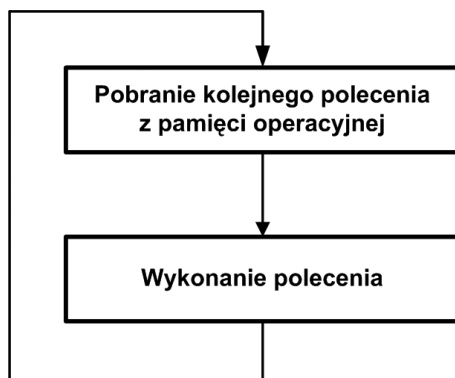 Pobranie kolejnego polecenia
z pamięci operacyjnej
Wykonanie polecenia